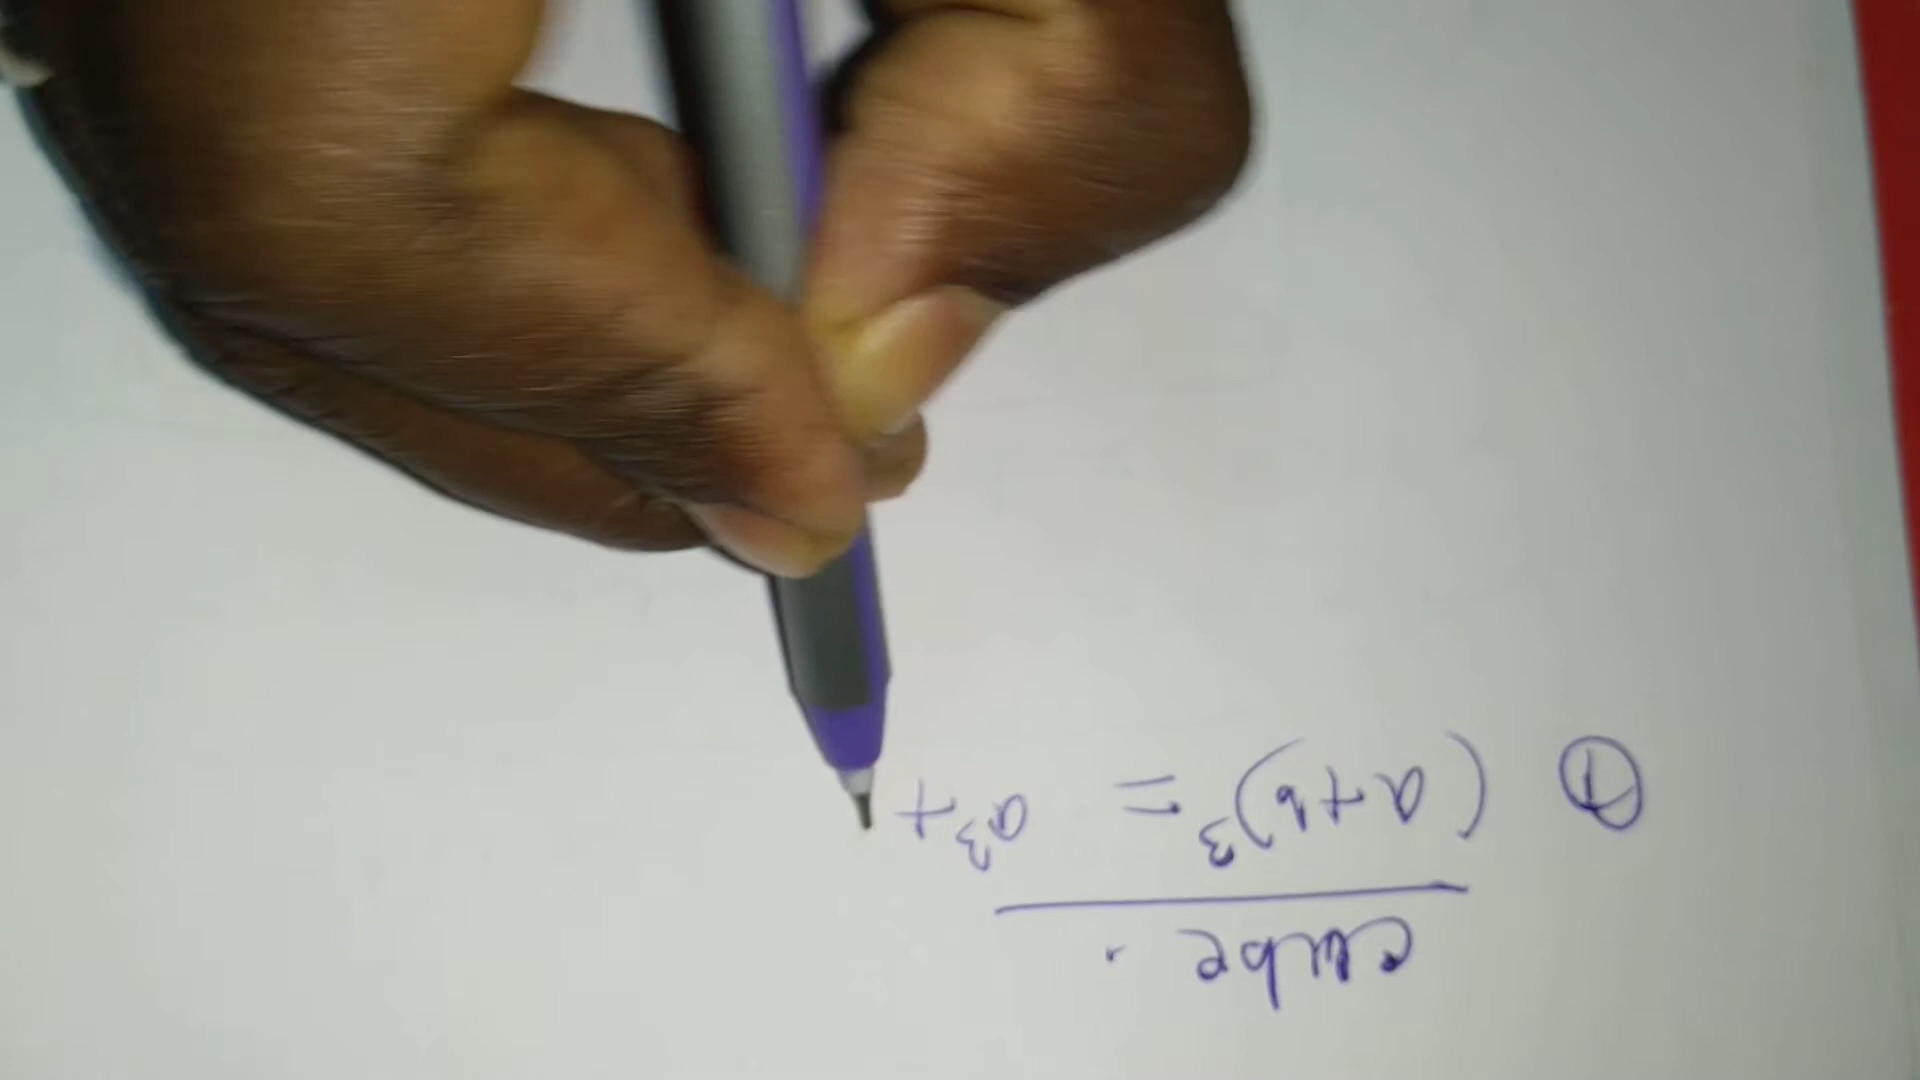 cube.
① (a+b)³ = a³+